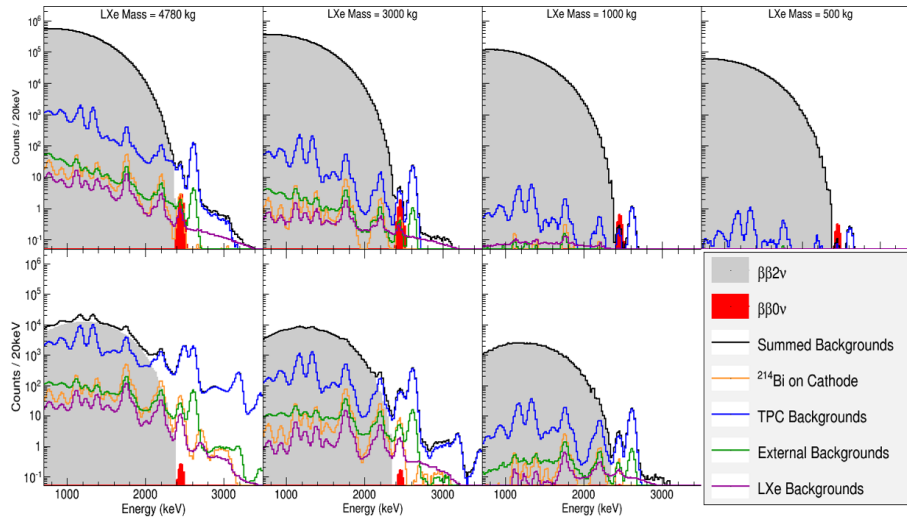 LXe Mass = 4780 kg
LXe Mass = 3000 kg
LXe Mass = 1000 kg
LXe Mass = 500 kg
Counts / 20keV
10⁶
10⁵
10⁴
10³
10²
10
1
10⁻¹
Counts / 20keV
10⁶
10⁵
10⁴
10³
10²
10
1
10⁻¹
1000 2000 3000
Energy (keV)
1000 2000 3000
Energy (keV)
1000 2000 3000
Energy (keV)
ββ2ν
ββ0ν
Summed Backgrounds
²¹⁴Bi on Cathode
TPC Backgrounds
External Backgrounds
LXe Backgrounds